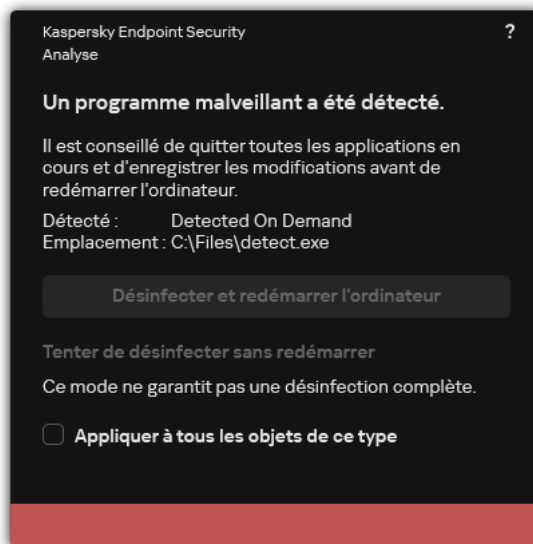 Kaspersky Endpoint Security
?
Analyse
Un programme malveillant a été détecté.
Il est conseillé de quitter toutes les applications en
cours et d'enregistrer les modifications avant de
redémarrer l'ordinateur.
Détecté : Detected On Demand
Emplacement : C:\Files\detect.exe
Désinfecter et redémarrer l'ordinateur
Tenter de désinfecter sans redémarrer
Ce mode ne garantit pas une désinfection complète.
Appliquer à tous les objets de ce type